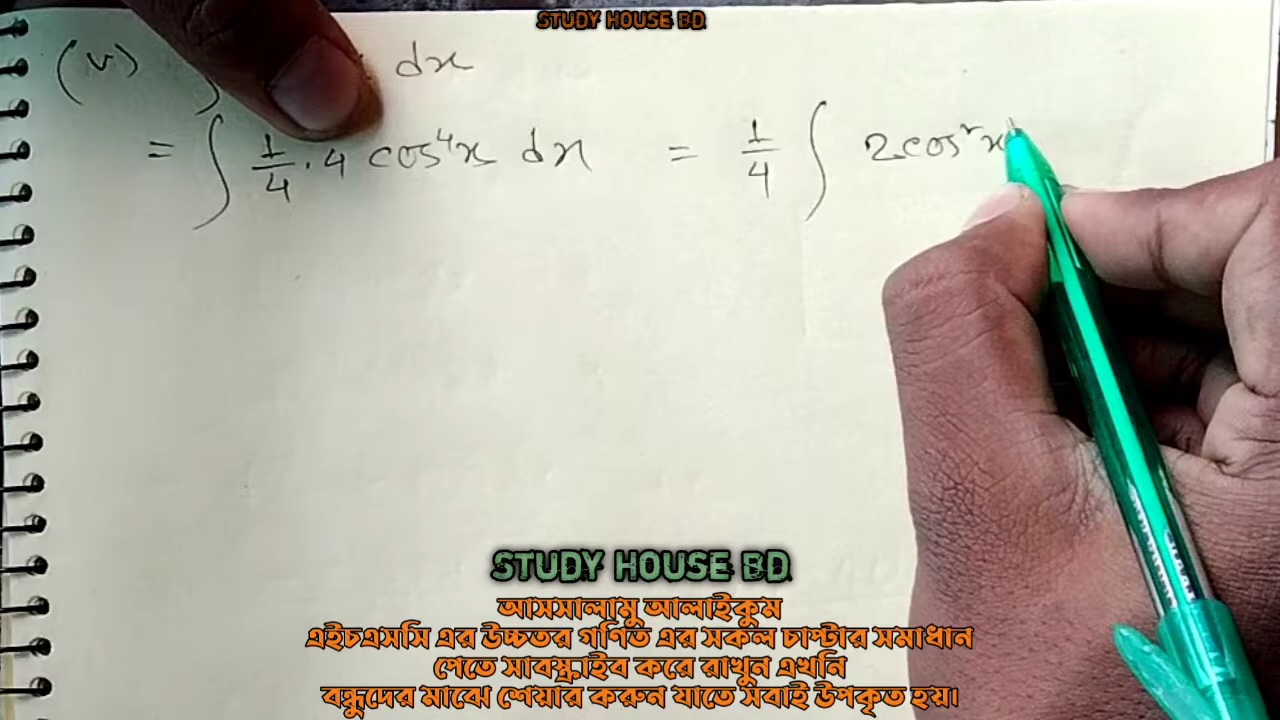 STUDY HOUSE BD
(v) ∫ dx
= ∫ 1/4 . 4 cos⁴x dx = 1/4 ∫ 2cos²x
STUDY HOUSE BD
আসসালামু আলাইকুম
এইচএসসি এর উচ্চতর গণিত এর সকল চাপ্টার সমাধান
পেতে সাবস্ক্রাইব করে রাখুন এখনি
বন্ধুদের মাঝে শেয়ার করুন যাতে সবাই উপকৃত হয়।